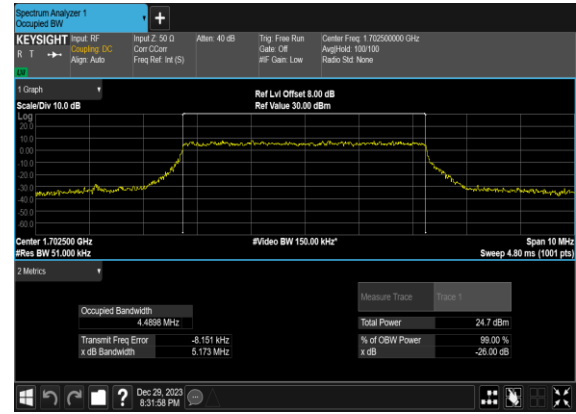 Spectrum Analyzer 1
Occupied BW
+
KEYSIGHT Input: RF Input Z: 50 Ω Atten: 40 dB Trig: Free Run Center Freq: 1.702500000 GHz
R T Coupling: DC Corr CCorr Gate: Off Avg|Hold: 100/100
Align: Auto Freq Ref: Int (S) #IF Gain: Low Radio Std: None
1 Graph
Ref Lvl Offset 8.00 dB
Scale/Div 10.0 dB Ref Value 30.00 dBm
Log
20.0
10.0
0.00
-10.0
-20.0
-30.0
-40.0
-50.0
-60.0
Center 1.702500 GHz #Video BW 150.00 kHz* Span 10 MHz
#Res BW 51.000 kHz Sweep 4.80 ms (1001 pts)
2 Metrics
Measure Trace Trace 1
Occupied Bandwidth
4.4898 MHz Total Power 24.7 dBm
Transmit Freq Error -8.151 kHz % of OBW Power 99.00 %
x dB Bandwidth 5.173 MHz x dB -26.00 dB
? Dec 29, 2023
8:31:58 PM